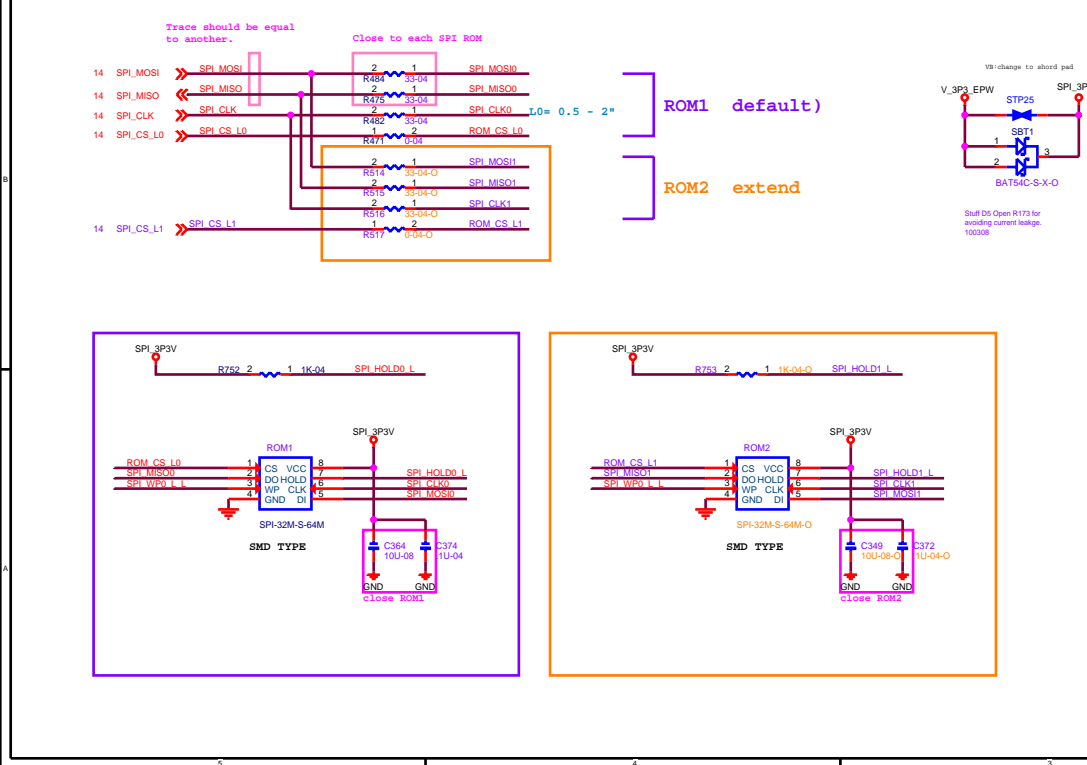 Trace should be equal
to another.
Close to each SPI ROM
14 SPI_MOSI SPI_MOSI 2 1 SPI_MOSI0
R484 33-04
14 SPI_MISO SPI_MISO 2 1 SPI_MISO0
R475 33-04
14 SPI_CLK SPI_CLK 2 1 SPI_CLK0
R482 33-04
L0= 0.5 - 2"
14 SPI_CS_L0 SPI_CS_L0 1 2 ROM_CS_L0
R471 0-04
ROM1 default)
2 1 SPI_MOSI1
R514 33-04-O
2 1 SPI_MISO1
R515 33-04-O
2 1 SPI_CLK1
R516 33-04-O
14 SPI_CS_L1 SPI_CS_L1 1 2 ROM_CS_L1
R517 0-04-O
ROM2 extend
VB:change to shord pad
V_3P3_EPW SPI_3P
STP25
SBT1
1
2
3
BAT54C-S-X-O
Stuff D5 Open R173 for
avoiding current leakge.
100308
B
SPI_3P3V
R752 2 1 1K-04 SPI_HOLD0_L
SPI_3P3V
ROM1
ROM_CS_L0 1 CS VCC 8
SPI_MISO0 2 DO HOLD 7 SPI_HOLD0_L
SPI_WP0_L_L 3 WP CLK 6 SPI_CLK0
4 GND DI 5 SPI_MOSI0
SPI-32M-S-64M
SMD TYPE
C364
10U-08
C374
1U-04
GND GND
close ROM1
SPI_3P3V
R753 2 1 1K-04-O SPI_HOLD1_L
SPI_3P3V
ROM2
ROM_CS_L1 1 CS VCC 8
SPI_MISO1 2 DO HOLD 7 SPI_HOLD1_L
SPI_WP0_L_L 3 WP CLK 6 SPI_CLK1
4 GND DI 5 SPI_MOSI1
SPI-32M-S-64M-O
SMD TYPE
C349
10U-08-O
C372
1U-04-O
GND GND
close ROM2
A
5 4 3